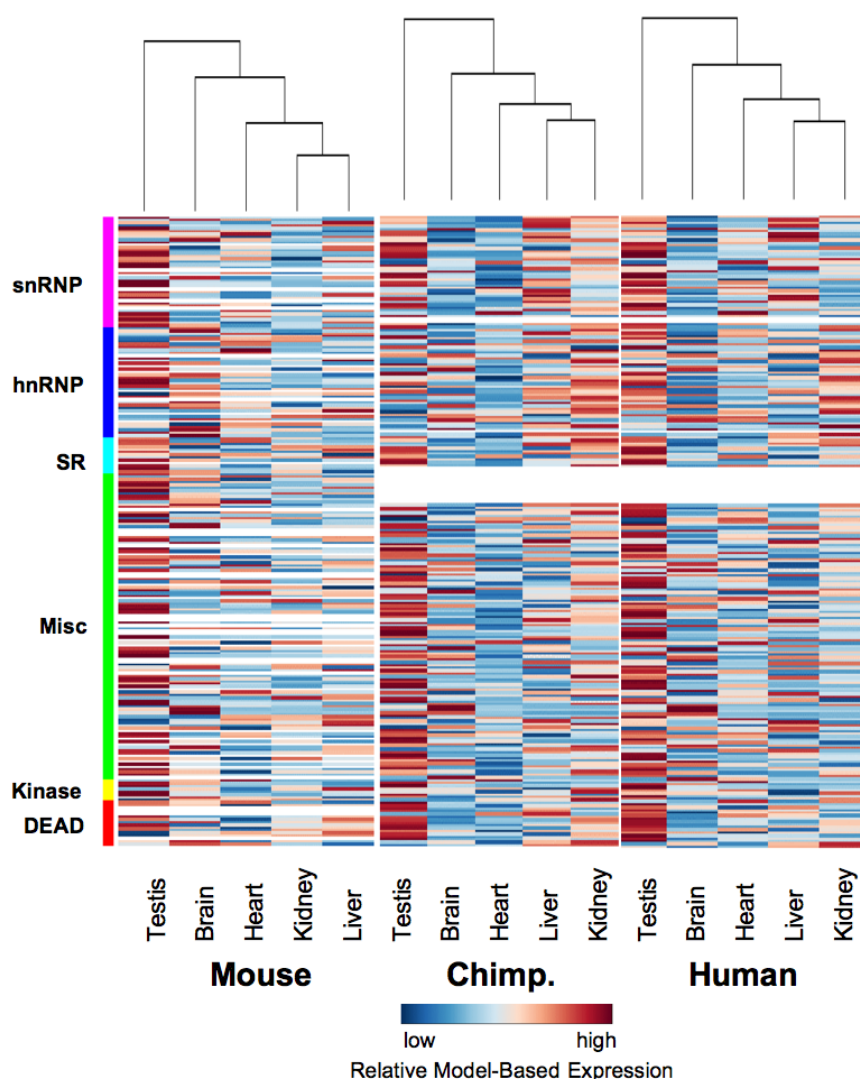 snRNP
hnRNP
SR
Misc
Kinase
DEAD
Testis Brain Heart Kidney Liver Testis Brain Heart Liver Kidney Testis Brain Heart Liver Kidney
Mouse Chimp. Human
low high
Relative Model-Based Expression